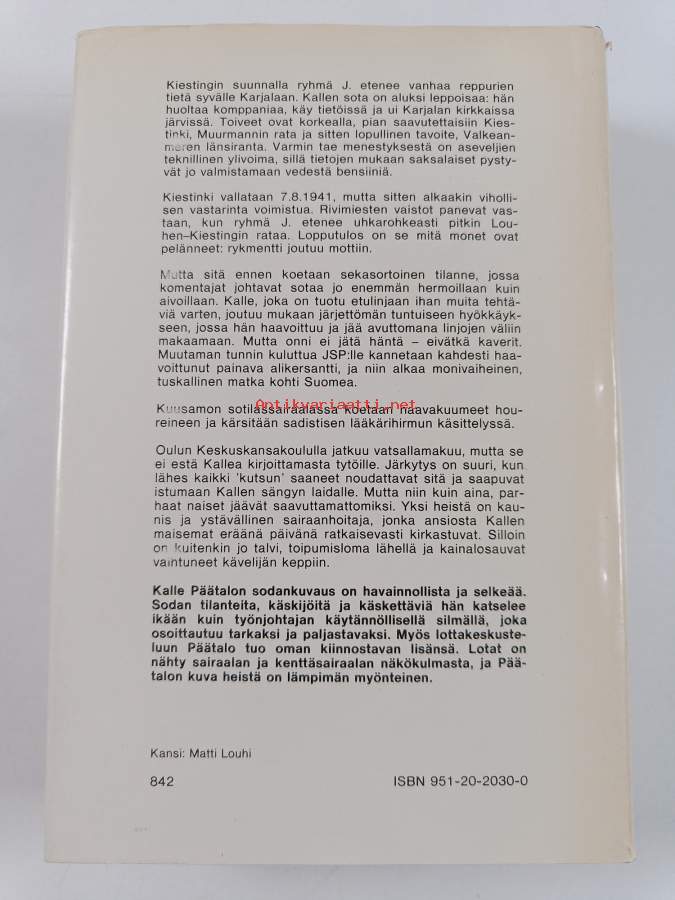 Kiestingin suunnalla ryhmä J. etenee vanhaa reppurien
tietä syvälle Karjalaan. Kallen sota on aluksi leppoisaa: hän
huoltaa komppaniaa, käy tietöissä ja ui Karjalan kirkkaissa
järvissä. Toiveet ovat korkealla, pian saavutettaisiin Kies-
tinki, Muurmannin rata ja sitten lopullinen tavoite, Valkean-
meren länsiranta. Varmin tae menestyksestä on aseveljien
teknillinen ylivoima, sillä tietojen mukaan saksalaiset pysty-
vät jo valmistamaan vedestä bensiiniä.
Kiestinki vallataan 7.8.1941, mutta sitten alkaakin viholli-
sen vastarinta voimistua. Rivimiesten vaistot panevat vas-
taan, kun ryhmä J. etenee uhkarohkeasti pitkin Lou-
hen–Kiestingin rataa. Lopputulos on se mitä monet ovat
pelänneet: rykmentti joutuu mottiin.
Mutta sitä ennen koetaan sekasortoinen tilanne, jossa
komentajat johtavat sotaa jo enemmän hermoillaan kuin
aivoillaan. Kalle, joka on tuotu etulinjaan ihan muita tehtä-
viä varten, joutuu mukaan järjettömän tuntuiseen hyökkäyk-
seen, jossa hän haavoittuu ja jää avuttomana linjojen väliin
makaamaan. Mutta onni ei jätä häntä – eivätkä kaverit.
Muutaman tunnin kuluttua JSP:lle kannetaan kahdesti haa-
voittunut painava alikersantti, ja niin alkaa monivaiheinen,
tuskallinen matka kohti Suomea.
Antikvariaatti.net
Kuusamon sotilassairaalassa koetaan haavakuumeet hou-
reineen ja kärsitään sadistisen lääkärihirmun käsittelyssä.
Oulun Keskuskansakoululla jatkuu vatsallamakuu, mutta se
ei estä Kallea kirjoittamasta tytöille. Järkytys on suuri, kun
lähes kaikki 'kutsun' saaneet noudattavat sitä ja saapuvat
istumaan Kallen sängyn laidalle. Mutta niin kuin aina, par-
haat naiset jäävät saavuttamattomiksi. Yksi heistä on kau-
nis ja ystävällinen sairaanhoitaja, jonka ansiosta Kallen
maisemat eräänä päivänä ratkaisevasti kirkastuvat. Silloin
on kuitenkin jo talvi, toipumisloma lähellä ja kainalosauvat
vaihtuneet kävelijän keppiin.
Kalle Päätalon sodankuvaus on havainnollista ja selkeää.
Sodan tilanteita, käskijöitä ja käskettäviä hän katselee
ikään kuin työnjohtajan käytännöllisellä silmällä, joka
osoittautuu tarkaksi ja paljastavaksi. Myös lottakeskuste-
luun Päätalo tuo oman kiinnostavan lisänsä. Lotat on
nähty sairaalan ja kenttäsairaalan näkökulmasta, ja Pää-
talon kuva heistä on lämpimän myönteinen.
Kansi: Matti Louhi
842 ISBN 951-20-2030-0